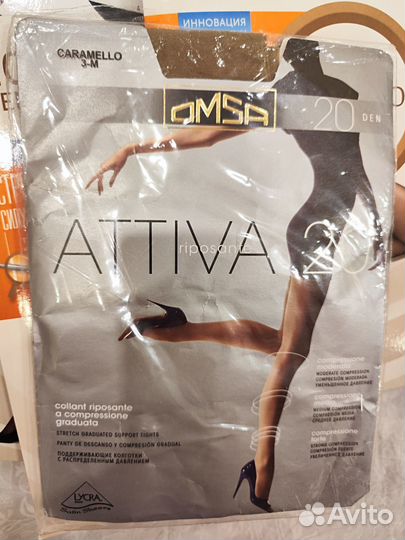 ИННОВАЦИЯ
CARAMELLO
3-M
OMSA
20 DEN
ATTIVA 20
riposante
compressione
MODERATE COMPRESSION
COMPRESIÓN MODERADA
УМЕНЬШЕННОЕ ДАВЛЕНИЕ
compressione
MEDIUM COMPRESSION
COMPRESIÓN MEDIA
СРЕДНЕЕ ДАВЛЕНИЕ
compressione
forte
STRONG COMPRESSION
COMPRESIÓN FUERTE
УВЕЛИЧЕННОЕ ДАВЛЕНИЕ
collant riposante
a compressione
graduata
STRETCH GRADUATED SUPPORT TIGHTS
PANTY DE DESCANSO Y COMPRESIÓN GRADUAL
ПОДДЕРЖИВАЮЩИЕ КОЛГОТКИ
С РАСПРЕДЕЛЕННЫМ ДАВЛЕНИЕМ
LYCRA
Satin Sheers
Avito